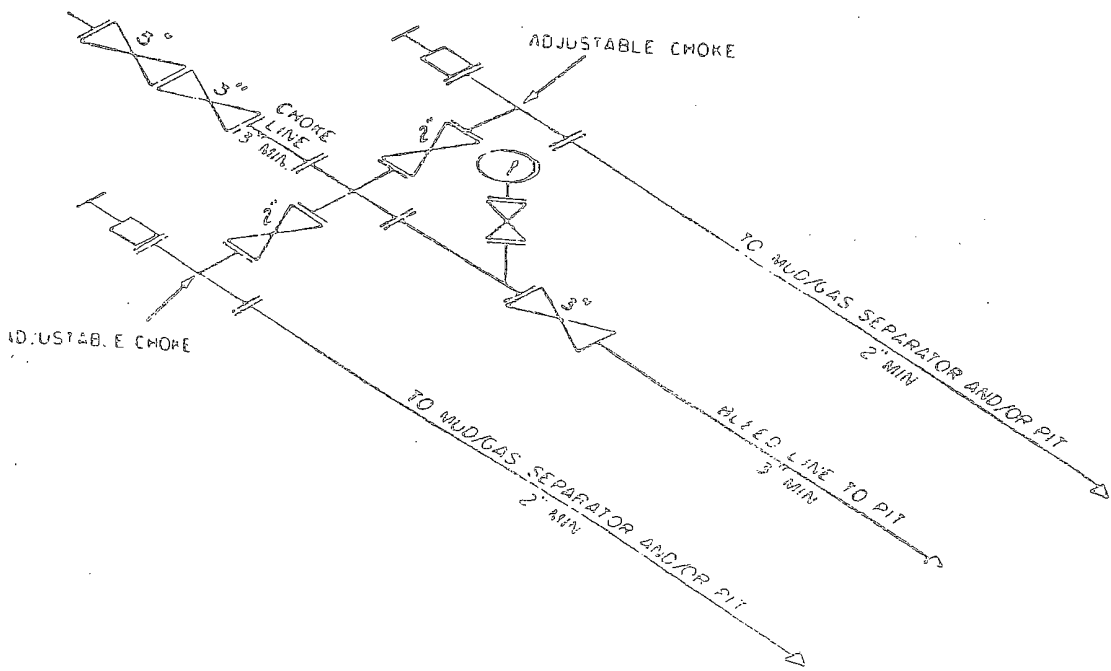 3"
3"
CHOKE
LINE
3" MIN.
ADJUSTABLE CHOKE
2"
P
2"
ADJUSTABLE CHOKE
3"
TO MUD/GAS SEPARATOR AND/OR PIT
2" MIN
BLEED LINE TO PIT
3" MIN
TO MUD/GAS SEPARATOR AND/OR PIT
2" MIN